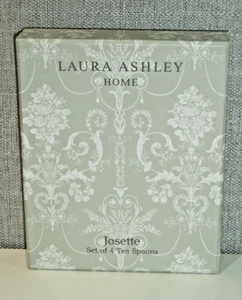 LAURA ASHLEY
HOME
Josette
Set of 4 Tea Spoons